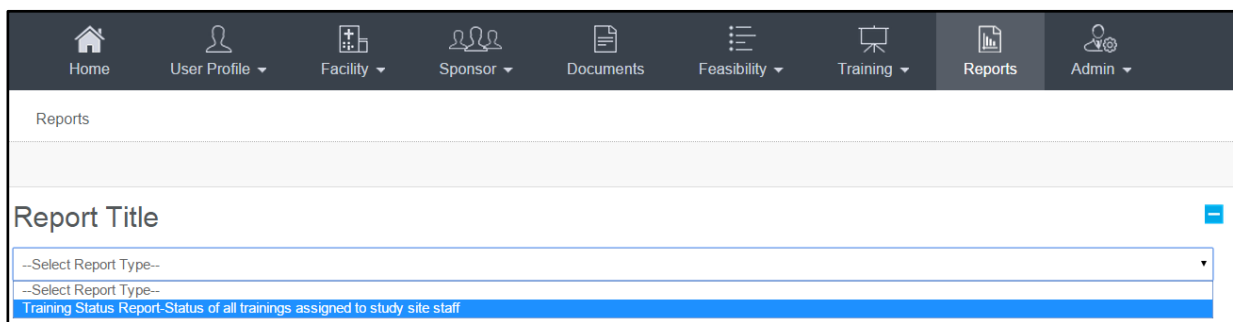 Home User Profile Facility Sponsor Documents Feasibility Training Reports Admin
Reports
Report Title
--Select Report Type--
--Select Report Type--
Training Status Report-Status of all trainings assigned to study site staff